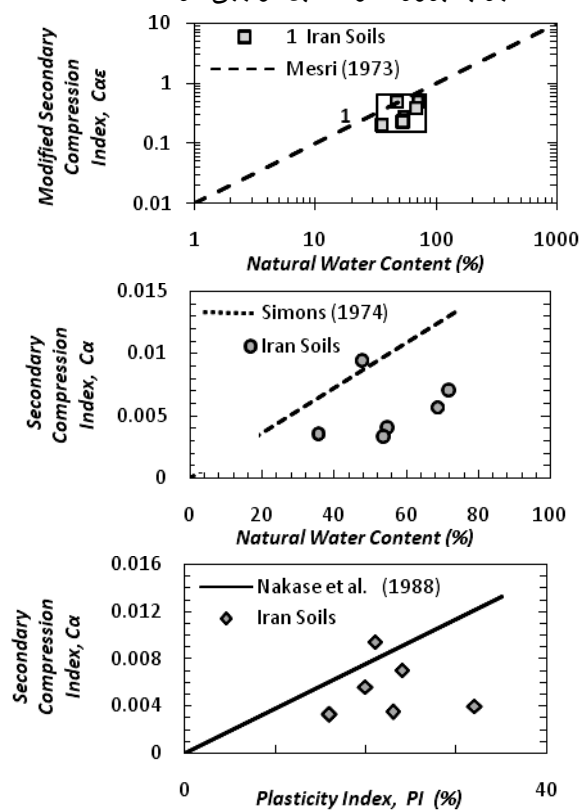 10
1 Iran Soils
Mesri (1973)
1
0.1
0.01
1
Modified Secondary
Compression
Index, Cαε
1 10 100 1000
Natural Water Content (%)
0.015
Simons (1974)
Iran Soils
0.01
0.005
0
Secondary
Compression
Index, Cα
0 20 40 60 80 100
Natural Water Content (%)
0.016
Nakase et al. (1988)
Iran Soils
0.012
0.008
0.004
0
Secondary
Compression
Index, Cα
0 40
Plasticity Index, PI (%)